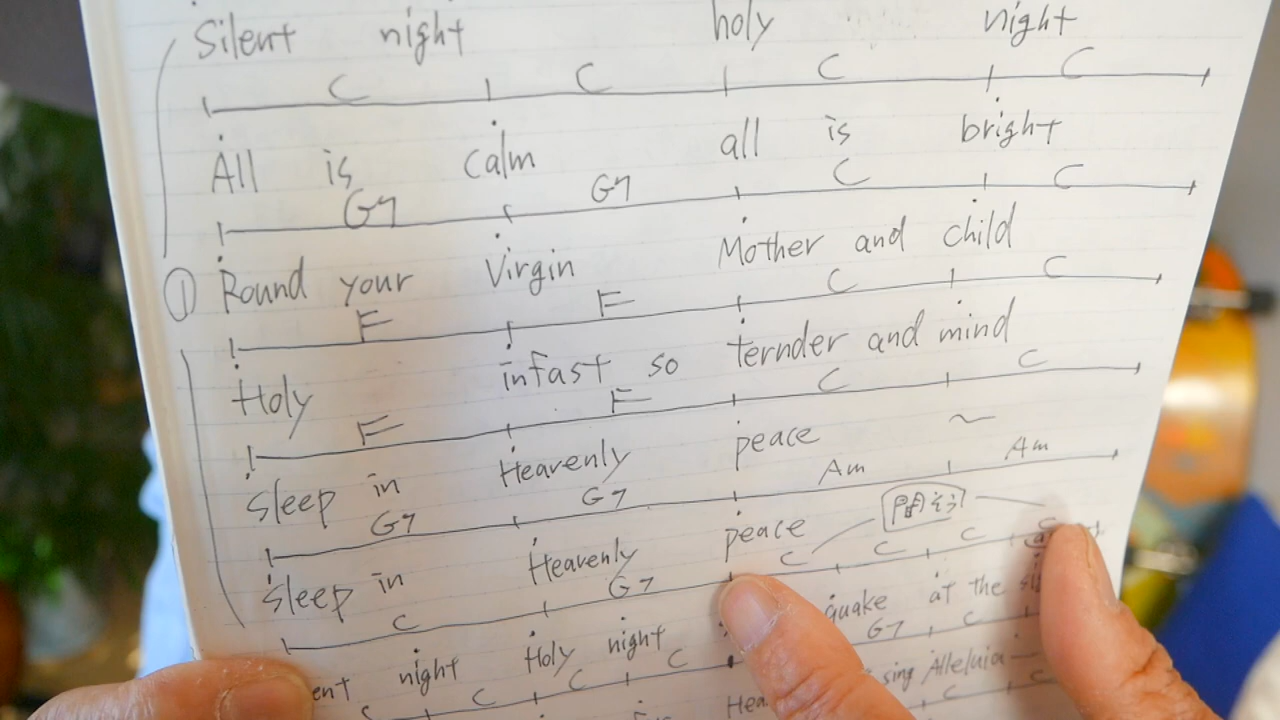 Silent night holy night
C C C C
All is calm all is bright
G7 G7 C C
① Round your Virgin Mother and child
F F C C
Holy infast so ternder and mind
F F C C
Sleep in Heavenly peace ~
G7 G7 Am Am
Sleep in Heavenly peace 間行
C G7 C C C C
night Holy night quake at the
C C C G7 C
sing Alleluia
C C